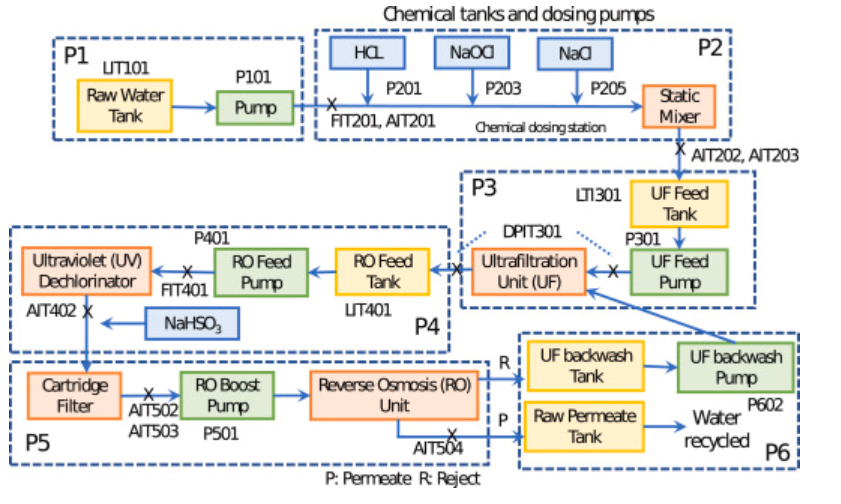 Chemical tanks and dosing pumps
P1
LIT101
Raw Water
Tank
P101
Pump
P2
HCL
NaOCl
NaCl
P201
P203
P205
FIT201, AIT201
Chemical dosing station
Static
Mixer
AIT202, AIT203
P3
LTI301
UF Feed
Tank
DPIT301
P301
Ultrafiltration
Unit (UF)
UF Feed
Pump
P401
Ultraviolet (UV)
Dechlorinator
RO Feed
Pump
RO Feed
Tank
FIT401
LIT401
AIT402
NaHSO3
P4
Cartridge
Filter
AIT502
AIT503
RO Boost
Pump
P501
Reverse Osmosis (RO)
Unit
AIT504
P5
R
P
UF backwash
Tank
UF backwash
Pump
P602
Raw Permeate
Tank
Water
recycled
P6
P: Permeate R: Reject